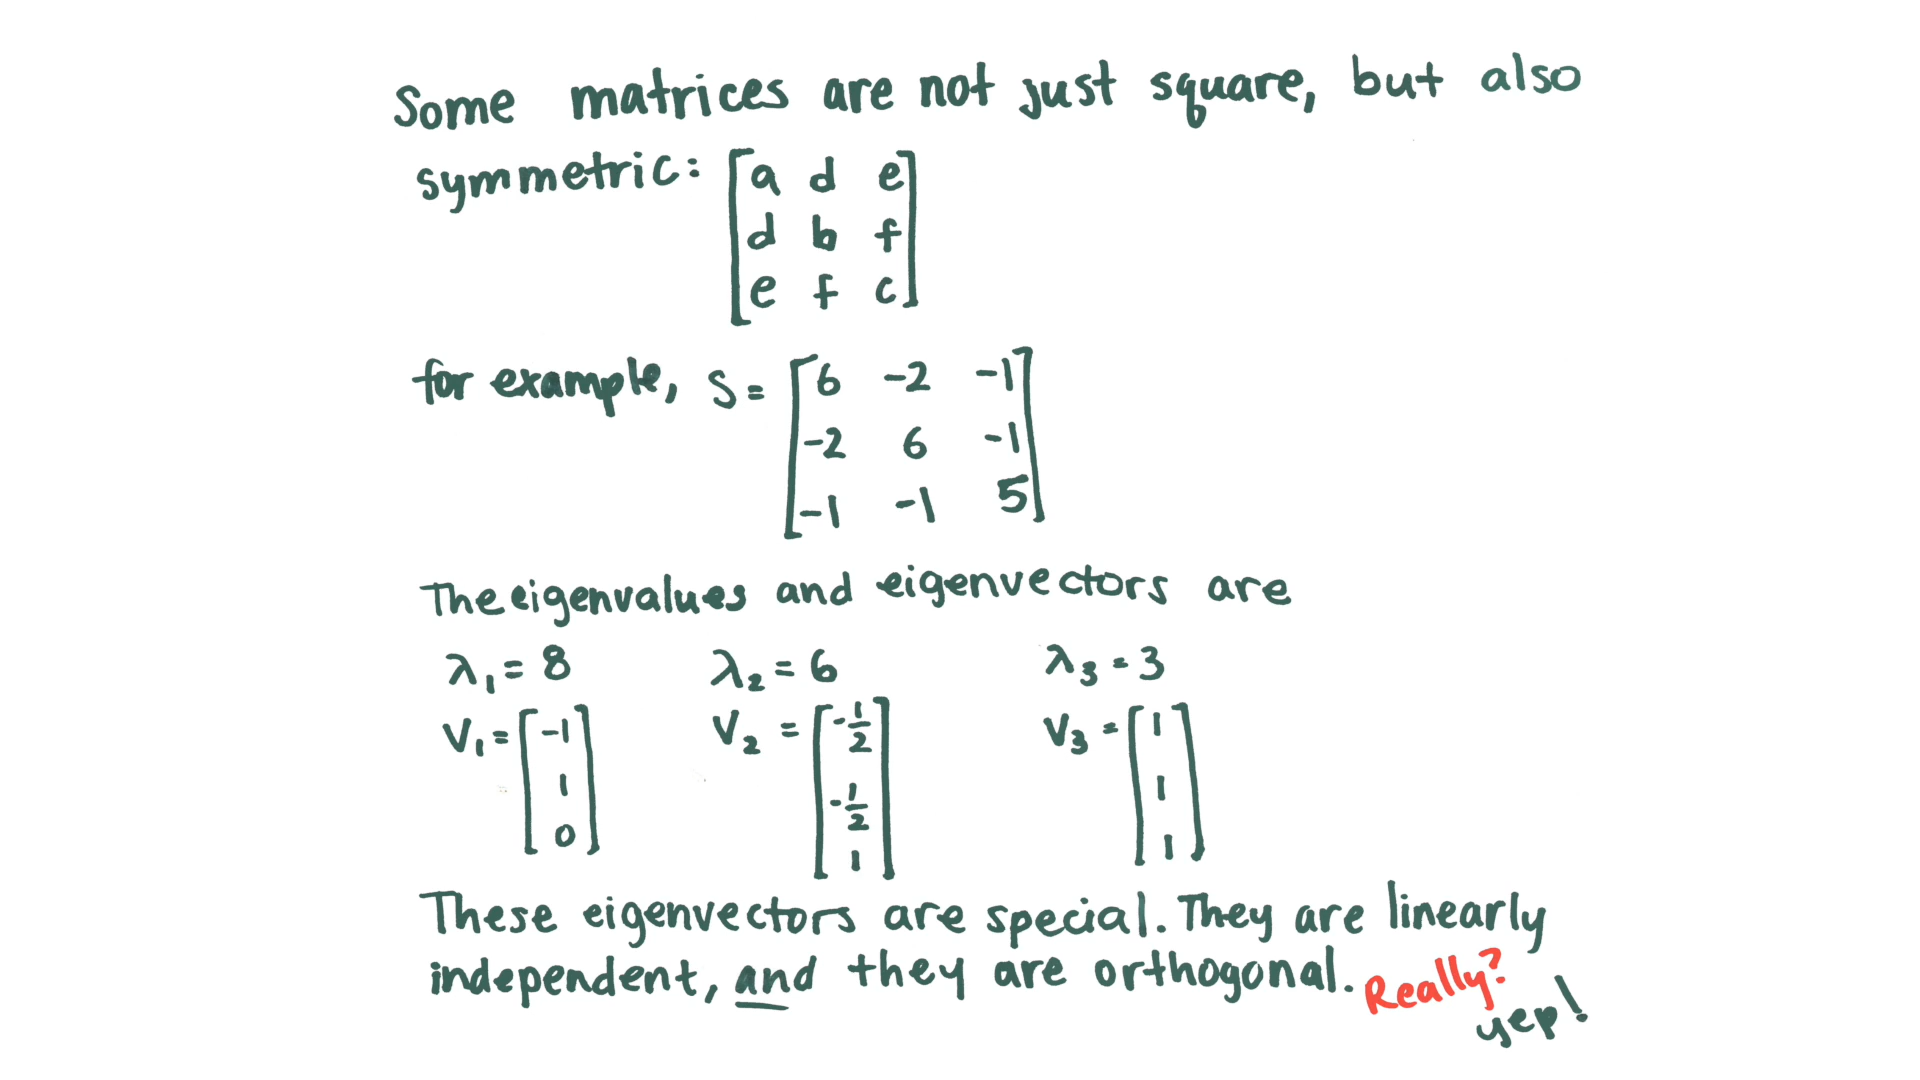 Some matrices are not just square, but also
symmetric: [a d e
d b f
e f c]
for example, S = [6 -2 -1
-2 6 -1
-1 -1 5]
The eigenvalues and eigenvectors are
λ₁ = 8 λ₂ = 6 λ₃ = 3
V₁ = [-1 1 0] V₂ = [-1/2 -1/2 1] V₃ = [1 1 1]
These eigenvectors are special. They are linearly
independent, and they are orthogonal. Really?
yep!